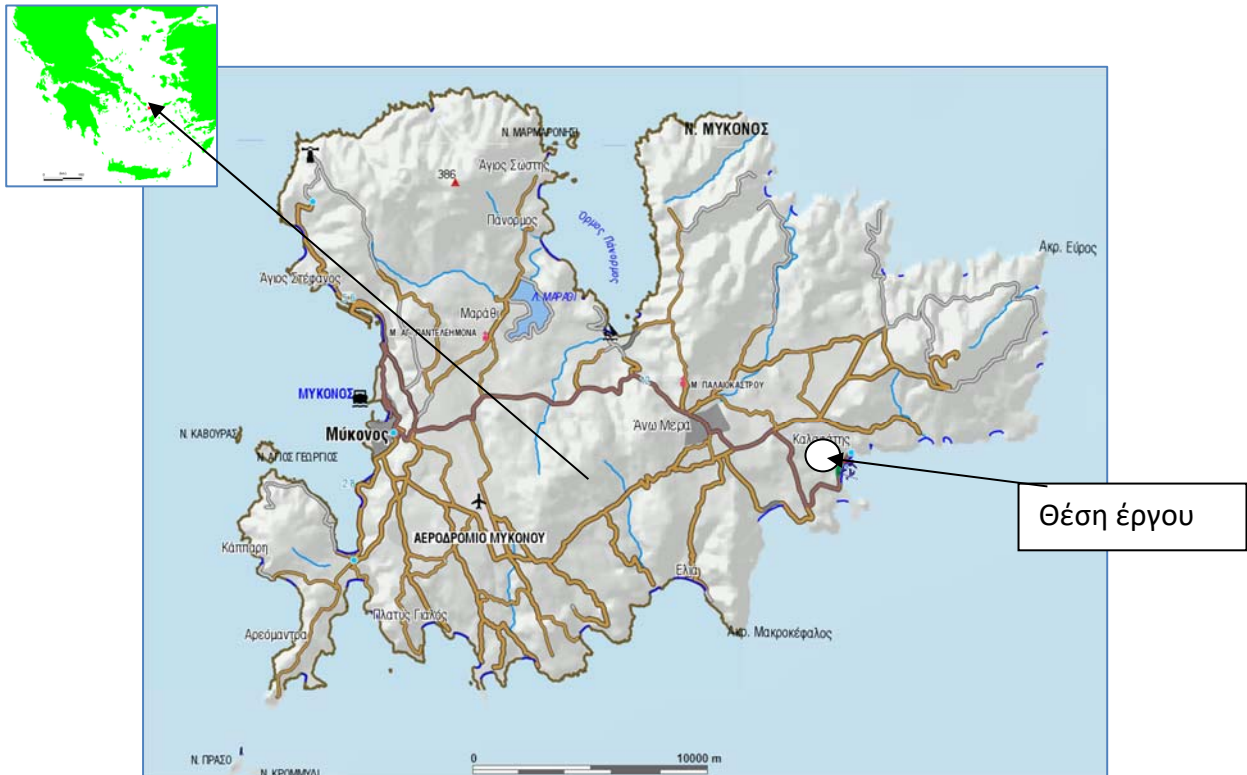 Ν. ΜΑΡΜΑΡΟΝΗΣΙ
Ν. ΜΥΚΟΝΟΣ
Άγιος Σώστης
386
Πάνορμος
Όρμος Πάνορμος
Ακρ. Εύρος
Άγιος Στέφανος
Λ. ΜΑΡΑΘΙ
Μαράθι
Μ. ΑΓ. ΠΑΝΤΕΛΕΗΜΟΝΑ
Μ. ΠΑΛΑΙΟΚΑΣΤΡΟΥ
ΜΥΚΟΝΟΣ
Άνω Μερά
Ν. ΚΑΒΟΥΡΑΣ
Μύκονος
Καλαφάτης
Ν. ΑΓΙΟΣ ΓΕΩΡΓΙΟΣ
Θέση έργου
ΑΕΡΟΔΡΟΜΙΟ ΜΥΚΟΝΟΥ
Κάππαρη
Ελιά
Πλατύς Γιαλός
Αρεόμαντρα
Ακρ. Μακροκέφαλος
0 10000 m
Ν. ΠΡΑΣΟ
Ν. ΚΡΟΜΜΥΔΙ